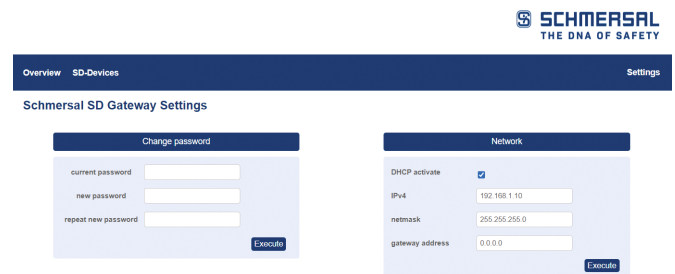 SCHMERSAL
THE DNA OF SAFETY
Overview SD-Devices Settings
Schmersal SD Gateway Settings
Change password
current password
new password
repeat new password
Execute
Network
DHCP activate
IPv4 192.168.1.10
netmask 255.255.255.0
gateway address 0.0.0.0
Execute